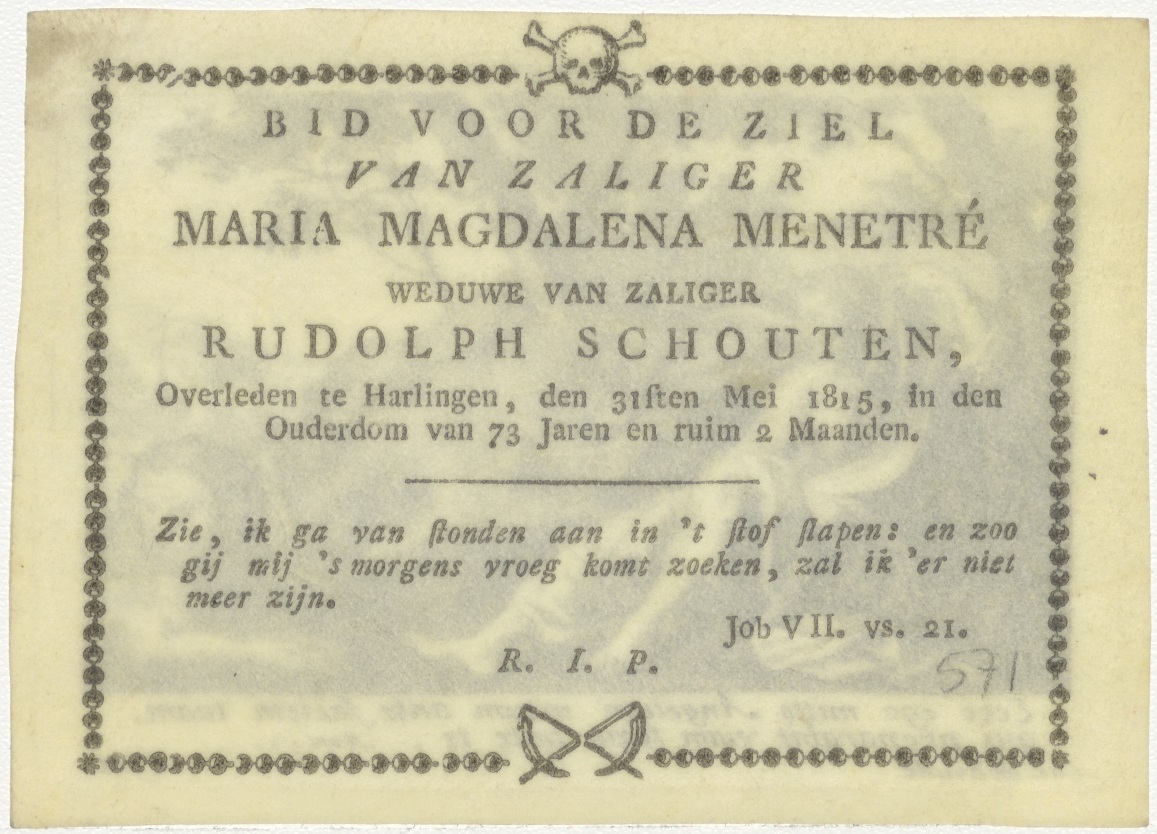 BID VOOR DE ZIEL
VAN ZALIGER
MARIA MAGDALENA MENETRÉ
WEDUWE VAN ZALIGER
RUDOLPH SCHOUTEN,
Overleden te Harlingen, den 31ſten Mei 1815, in den
Ouderdom van 73 Jaren en ruim 2 Maanden.
Zie, ik ga van ſtonden aan in 't ſtof ſlapen: en zoo
gij mij 's morgens vroeg komt zoeken, zal ik 'er niet
meer zijn.
Job VII. vs. 21.
R. I. P.
571